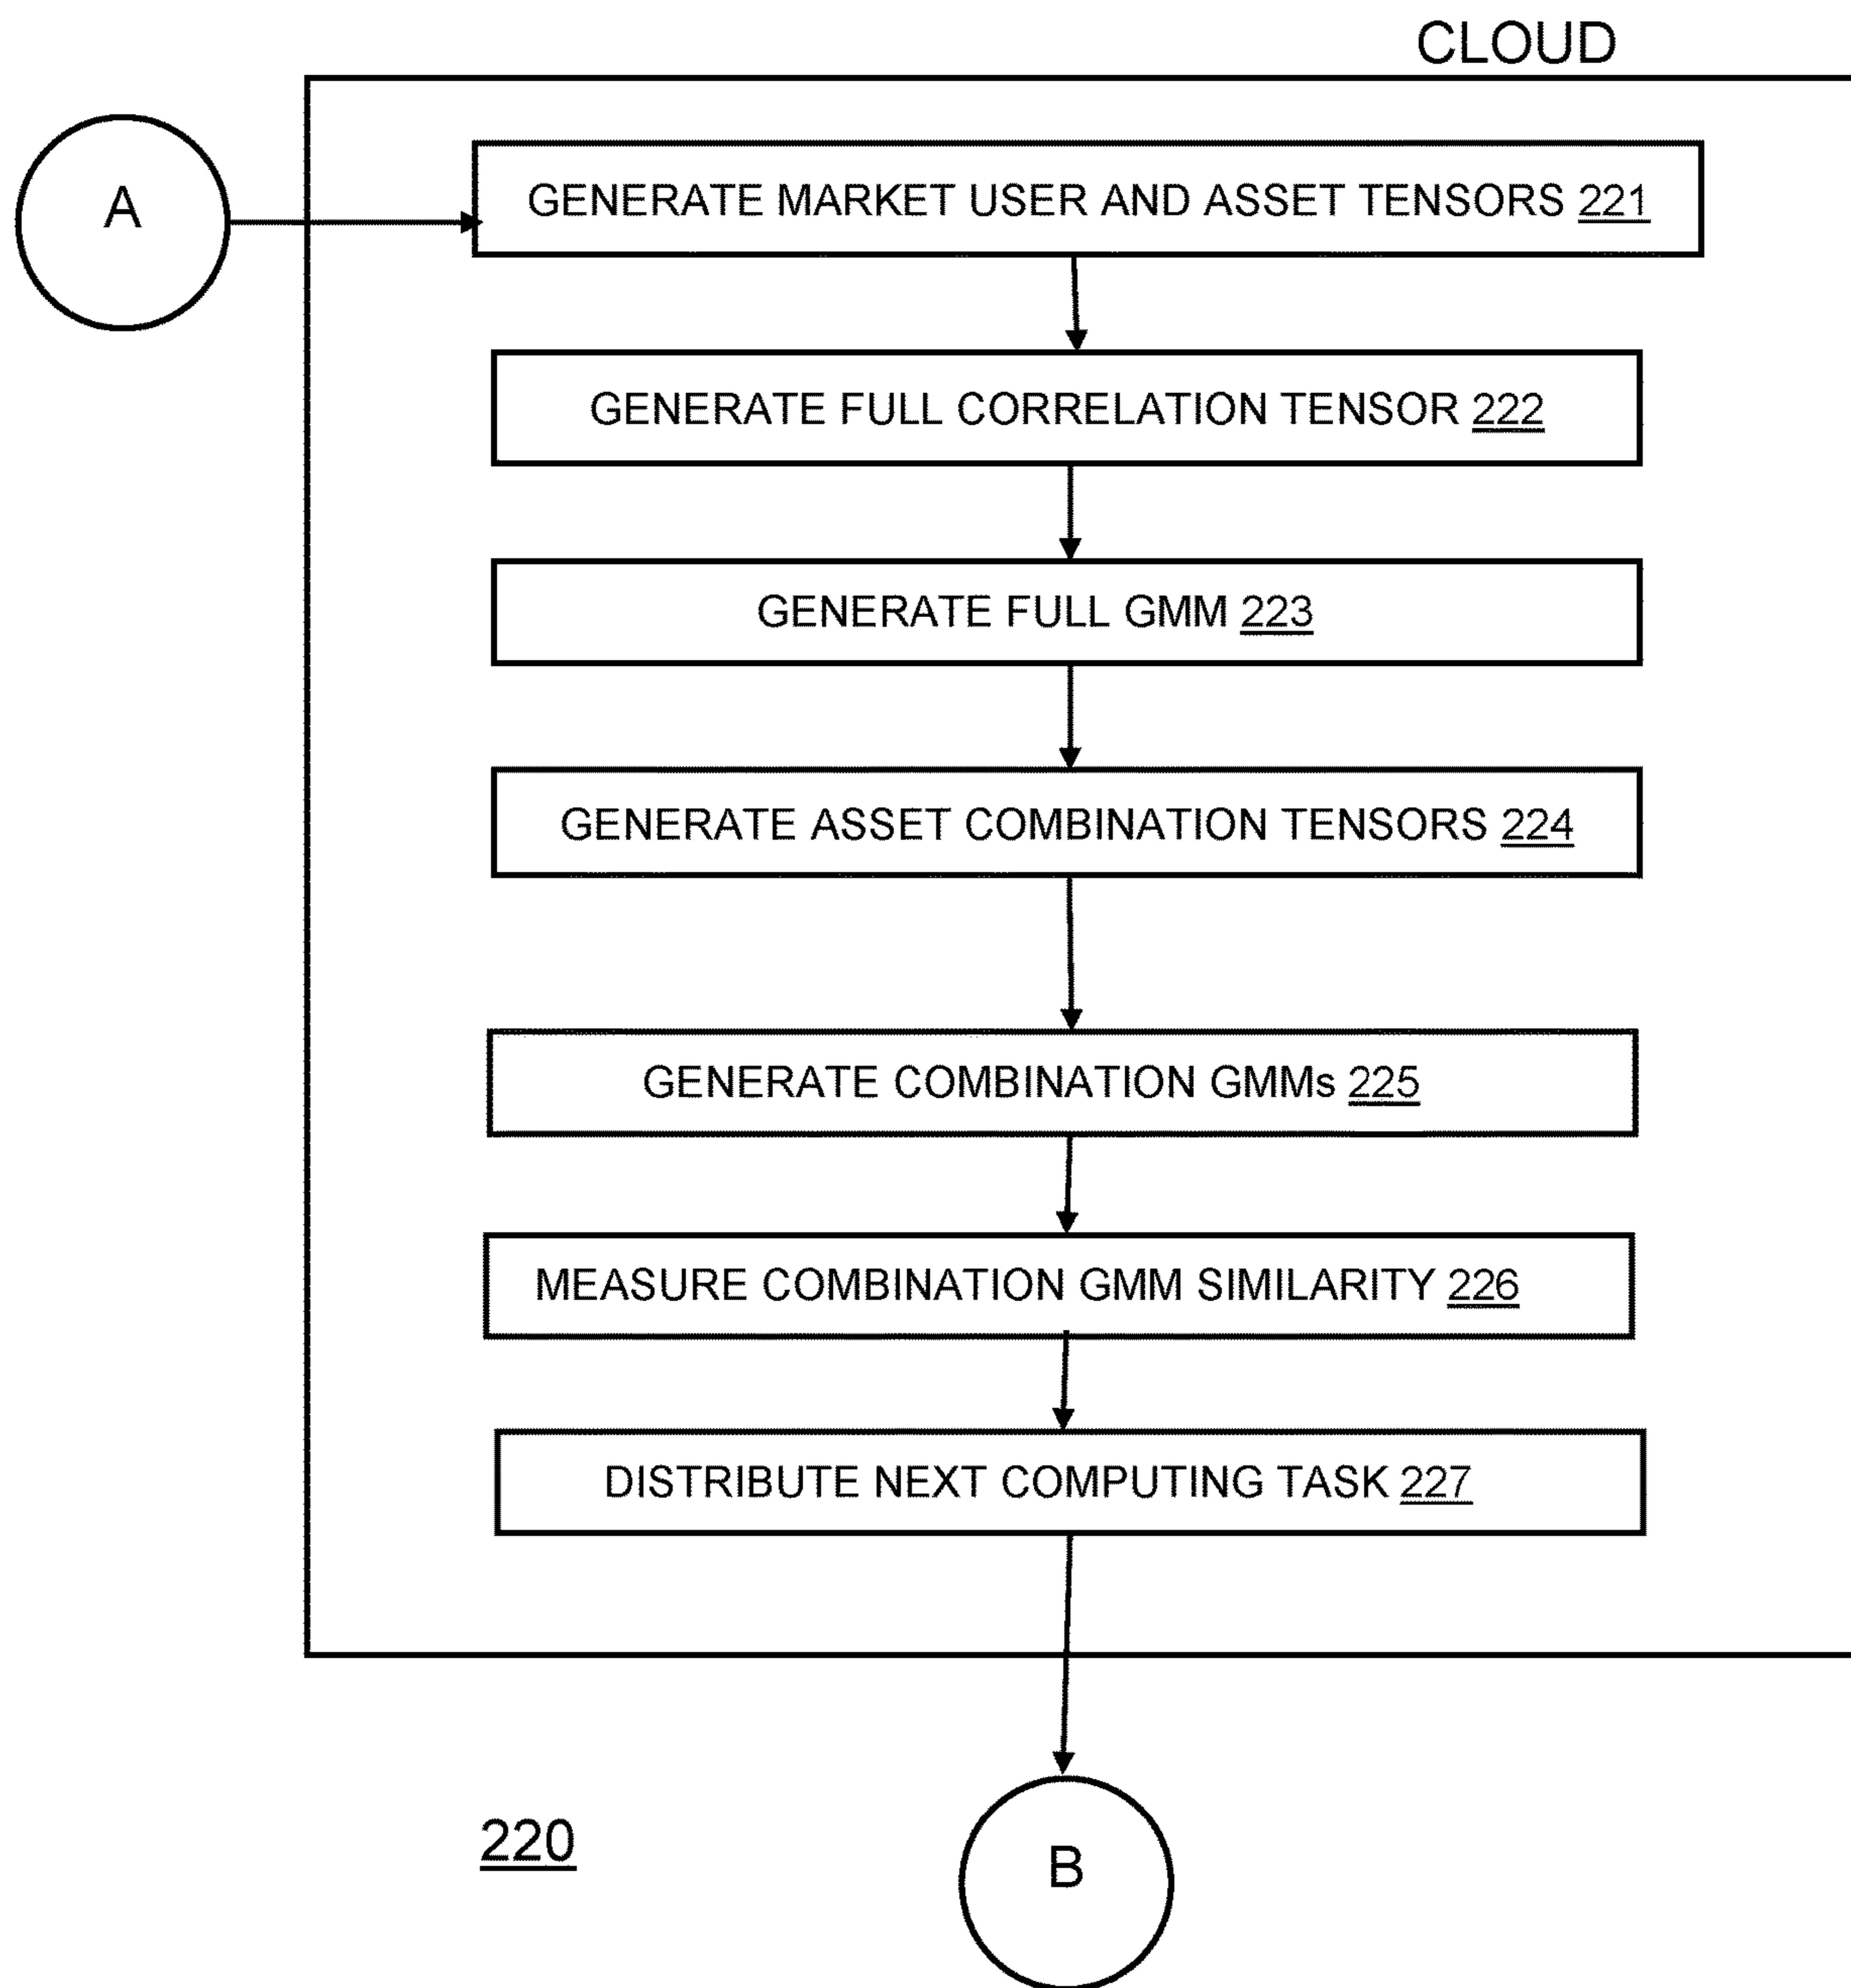 CLOUD
A
GENERATE MARKET USER AND ASSET TENSORS 221
GENERATE FULL CORRELATION TENSOR 222
GENERATE FULL GMM 223
GENERATE ASSET COMBINATION TENSORS 224
GENERATE COMBINATION GMMs 225
MEASURE COMBINATION GMM SIMILARITY 226
DISTRIBUTE NEXT COMPUTING TASK 227
220
B